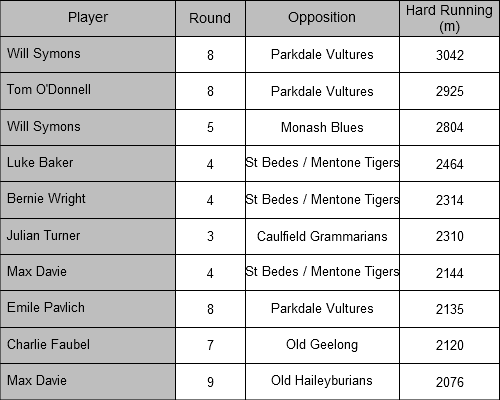 Player Round Opposition Hard Running
(m)
Will Symons 8 Parkdale Vultures 3042
Tom O'Donnell 8 Parkdale Vultures 2925
Will Symons 5 Monash Blues 2804
Luke Baker 4 St Bedes / Mentone Tigers 2464
Bernie Wright 4 St Bedes / Mentone Tigers 2314
Julian Turner 3 Caulfield Grammarians 2310
Max Davie 4 St Bedes / Mentone Tigers 2144
Emile Pavlich 8 Parkdale Vultures 2135
Charlie Faubel 7 Old Geelong 2120
Max Davie 9 Old Haileyburians 2076